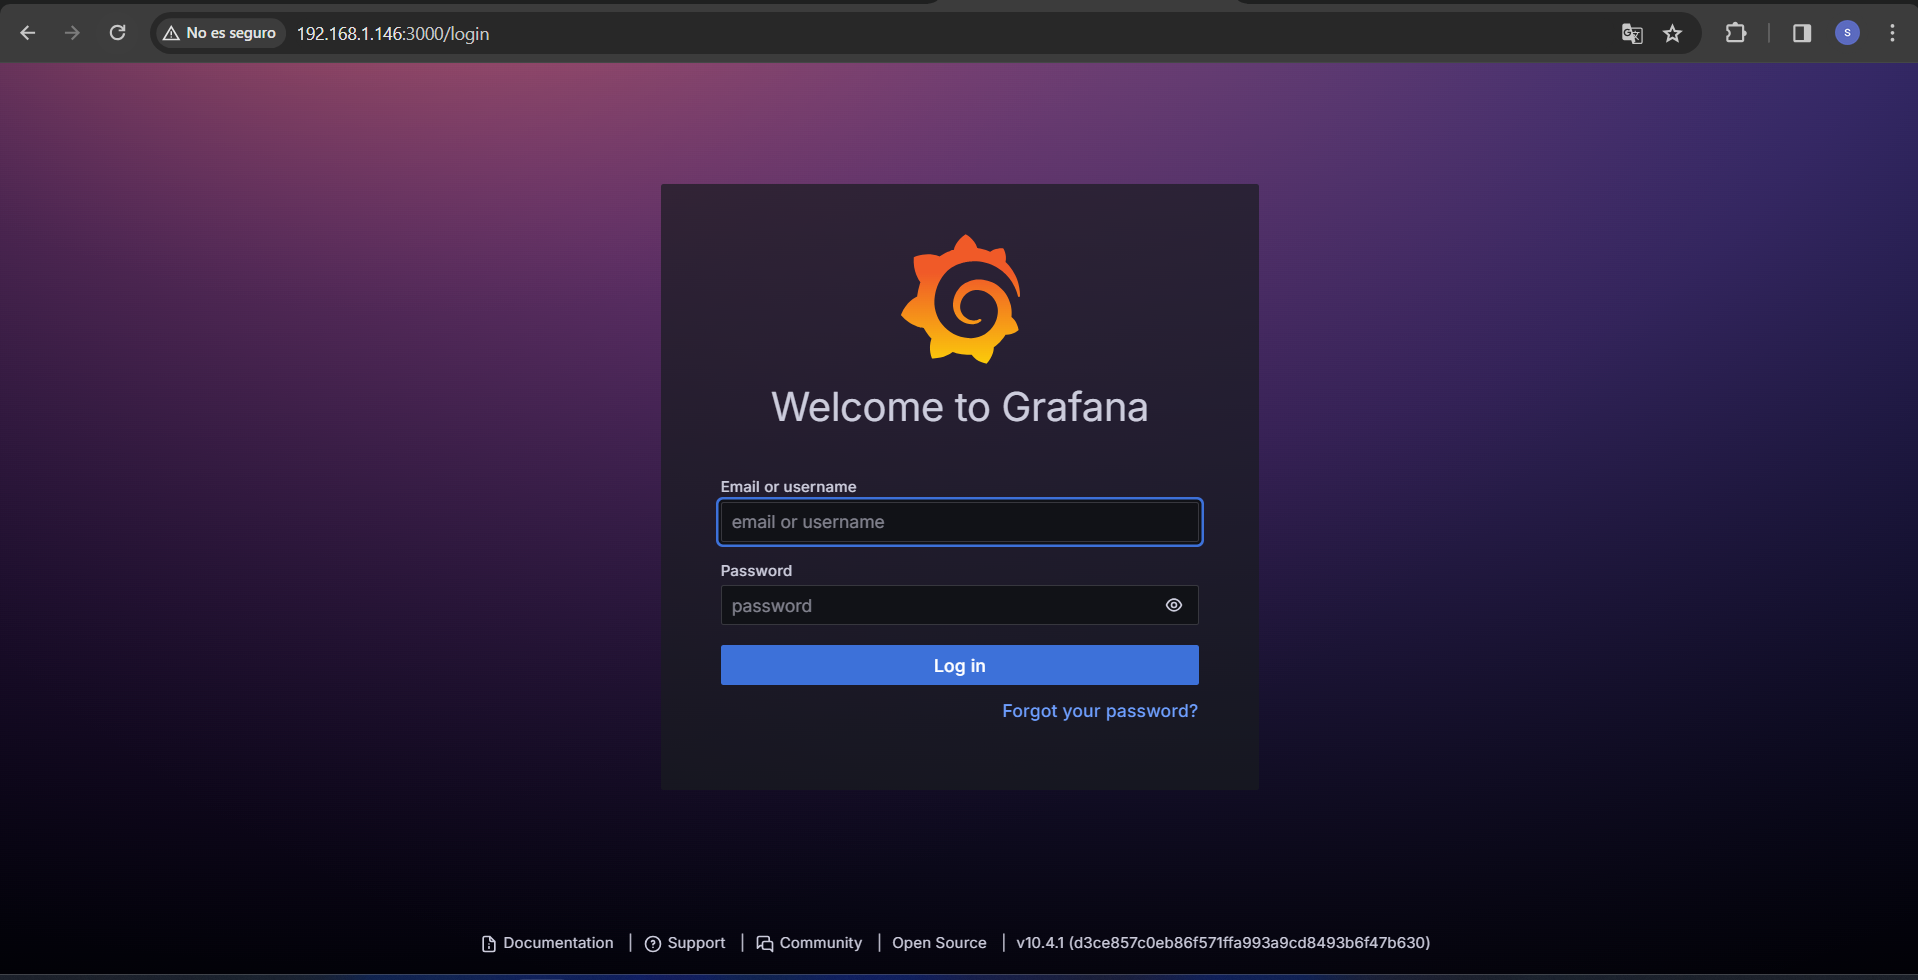 No es seguro 192.168.1.146:3000/login
S
Welcome to Grafana
Email or username
email or username
Password
password
Log in
Forgot your password?
Documentation | Support | Community | Open Source | v10.4.1 (d3ce857c0eb86f571ffa993a9cd8493b6f47b630)